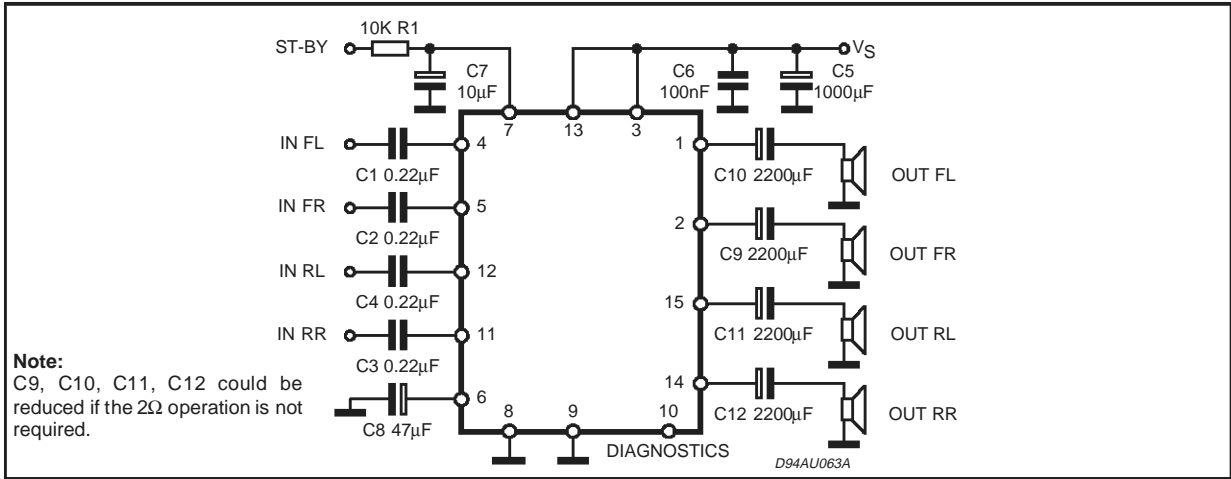 10K R1
ST-BY
VS
C7
10µF
C6
100nF
C5
1000µF
7
13
3
IN FL
4
C1 0.22µF
1
C10 2200µF
OUT FL
IN FR
5
C2 0.22µF
2
C9 2200µF
OUT FR
IN RL
12
C4 0.22µF
15
C11 2200µF
OUT RL
IN RR
11
C3 0.22µF
14
C12 2200µF
OUT RR
6
C8 47µF
8
9
10
DIAGNOSTICS
Note:
C9, C10, C11, C12 could be
reduced if the 2Ω operation is not
required.
D94AU063A